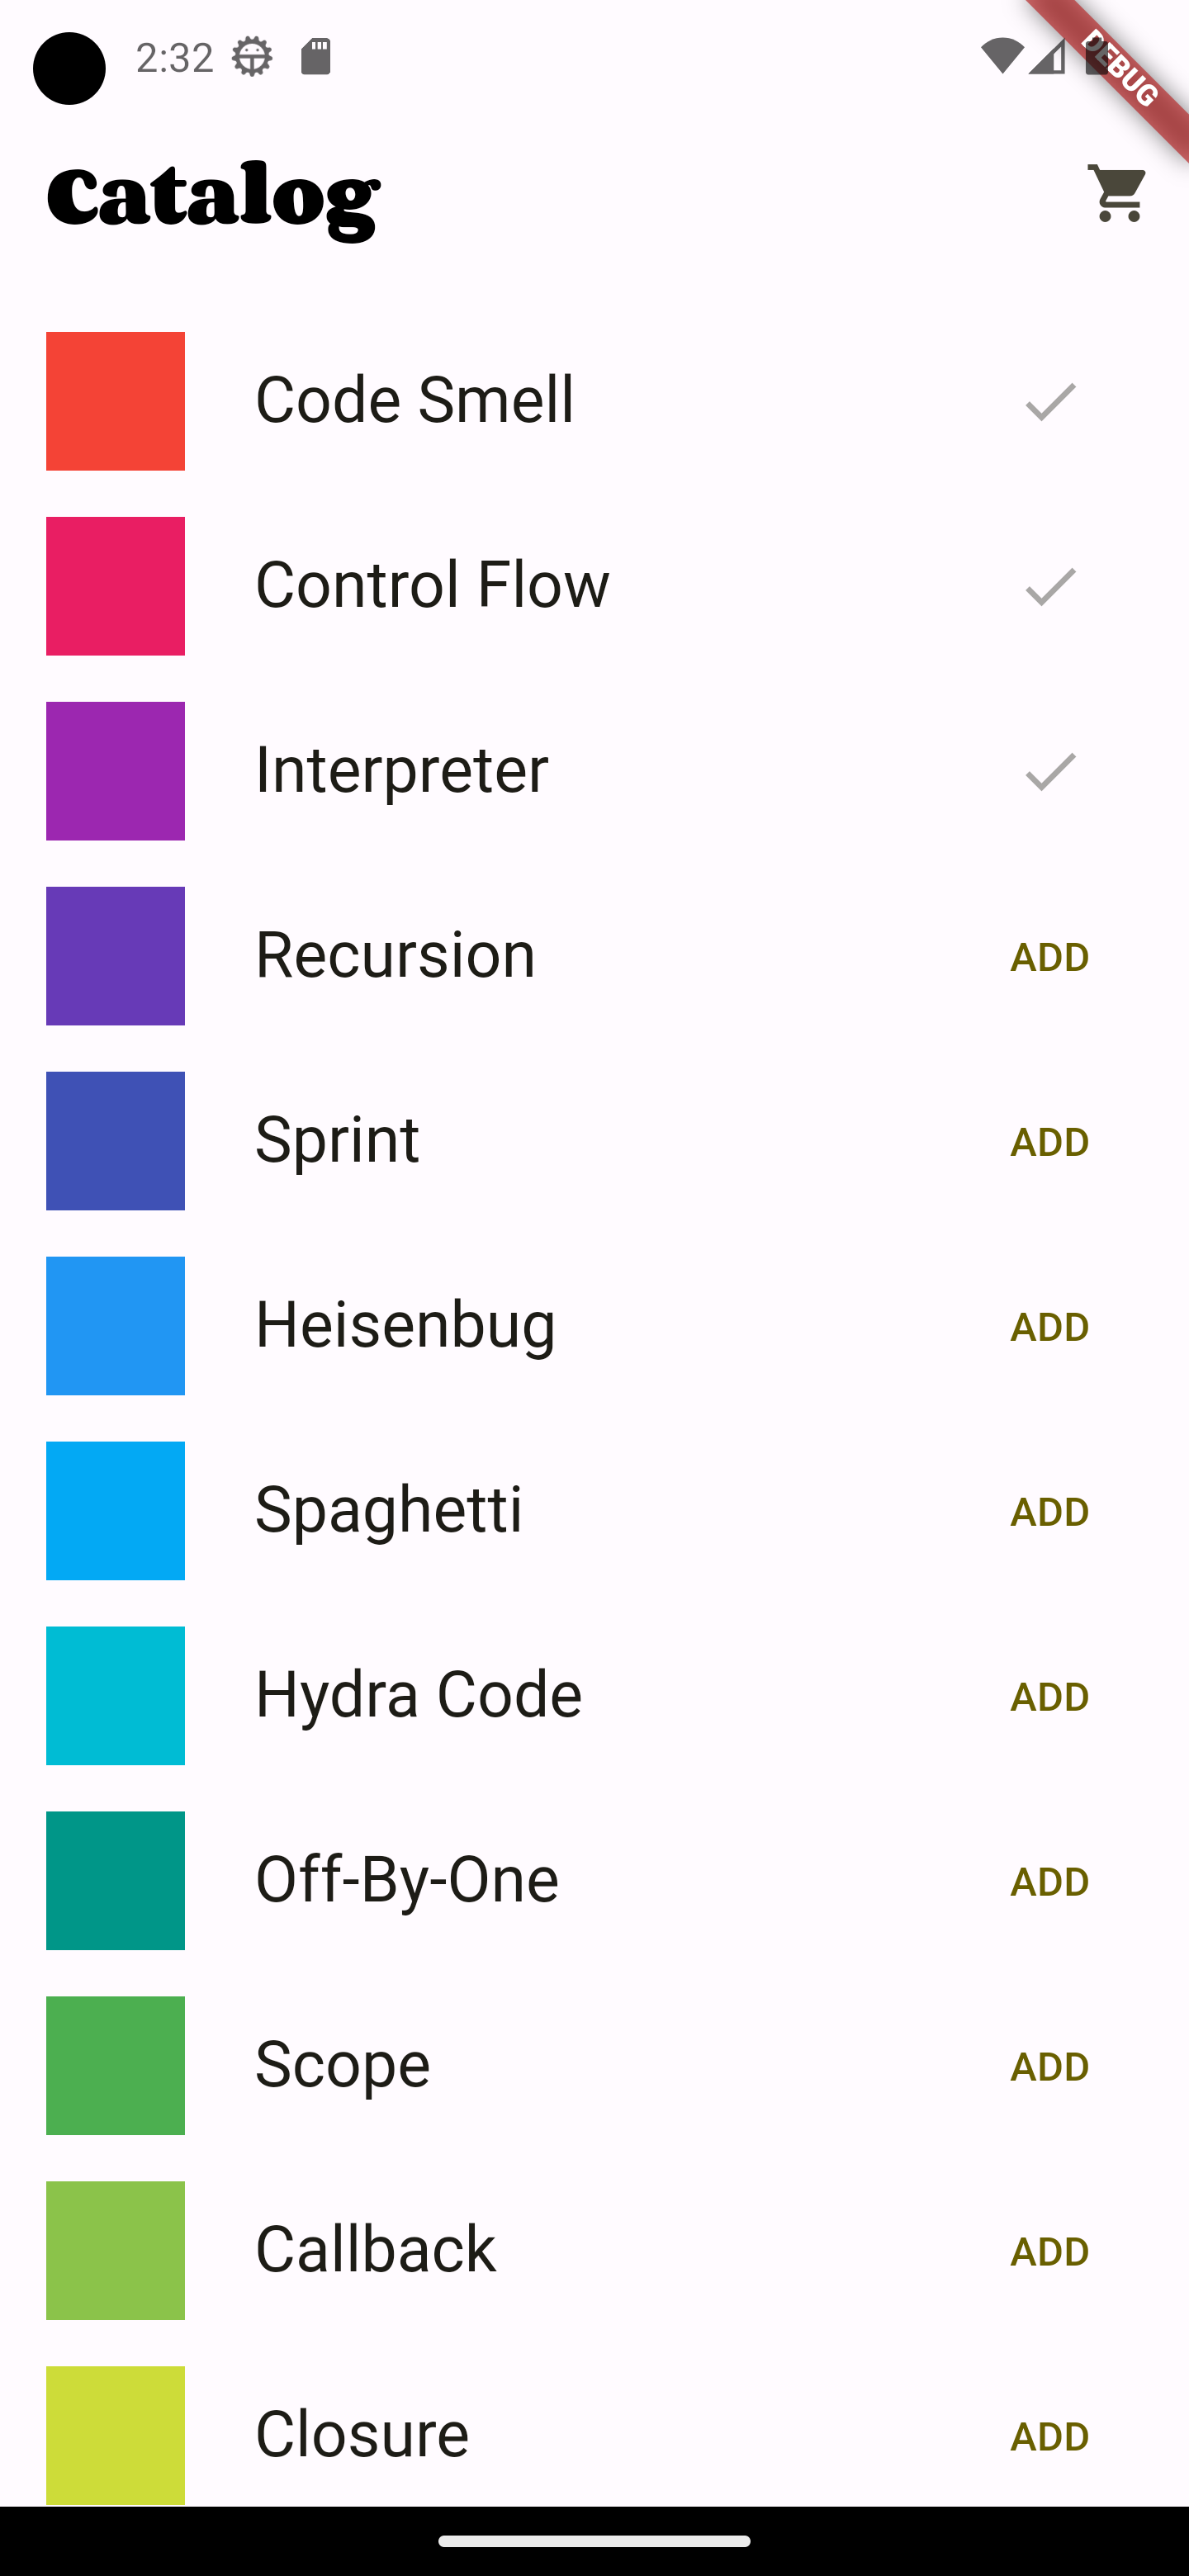 2:32
DEBUG
Catalog
Code Smell
Control Flow
Interpreter
Recursion ADD
Sprint ADD
Heisenbug ADD
Spaghetti ADD
Hydra Code ADD
Off-By-One ADD
Scope ADD
Callback ADD
Closure ADD